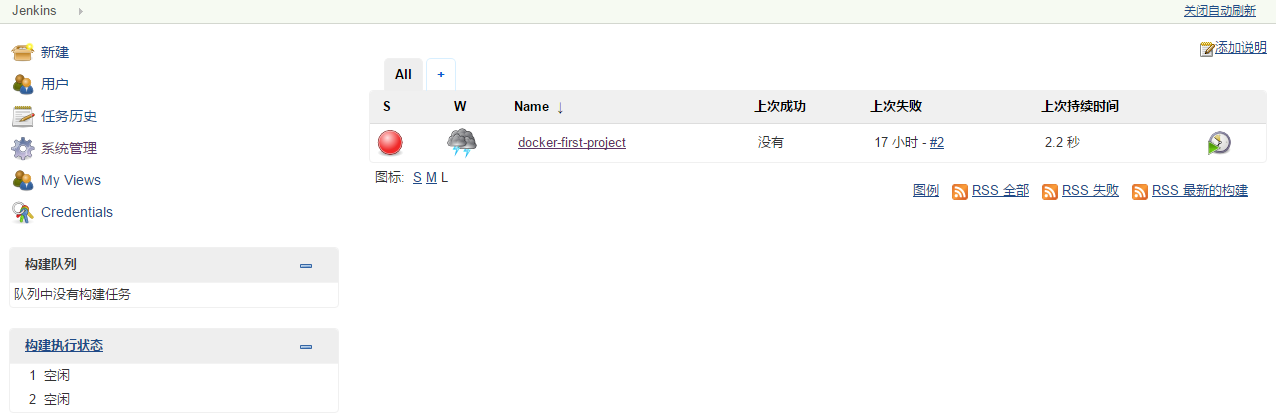 Jenkins
关闭自动刷新
新建
用户
任务历史
系统管理
My Views
Credentials
构建队列
队列中没有构建任务
构建执行状态
1 空闲
2 空闲
添加说明
All +
S W Name ↓ 上次成功 上次失败 上次持续时间
docker-first-project 没有 17 小时 - #2 2.2 秒
图标: S M L
图例 RSS 全部 RSS 失败 RSS 最新的构建